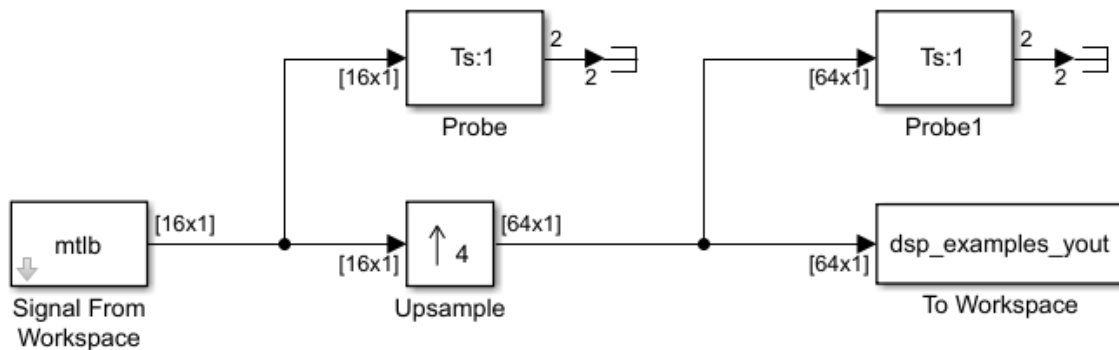 2
2
Ts:1
Ts:1
[16x1]
2
[64x1]
2
Probe
Probe1
[16x1]
[64x1]
mtlb
4
dsp_examples_yout
[16x1]
[64x1]
Signal From
Workspace
Upsample
To Workspace